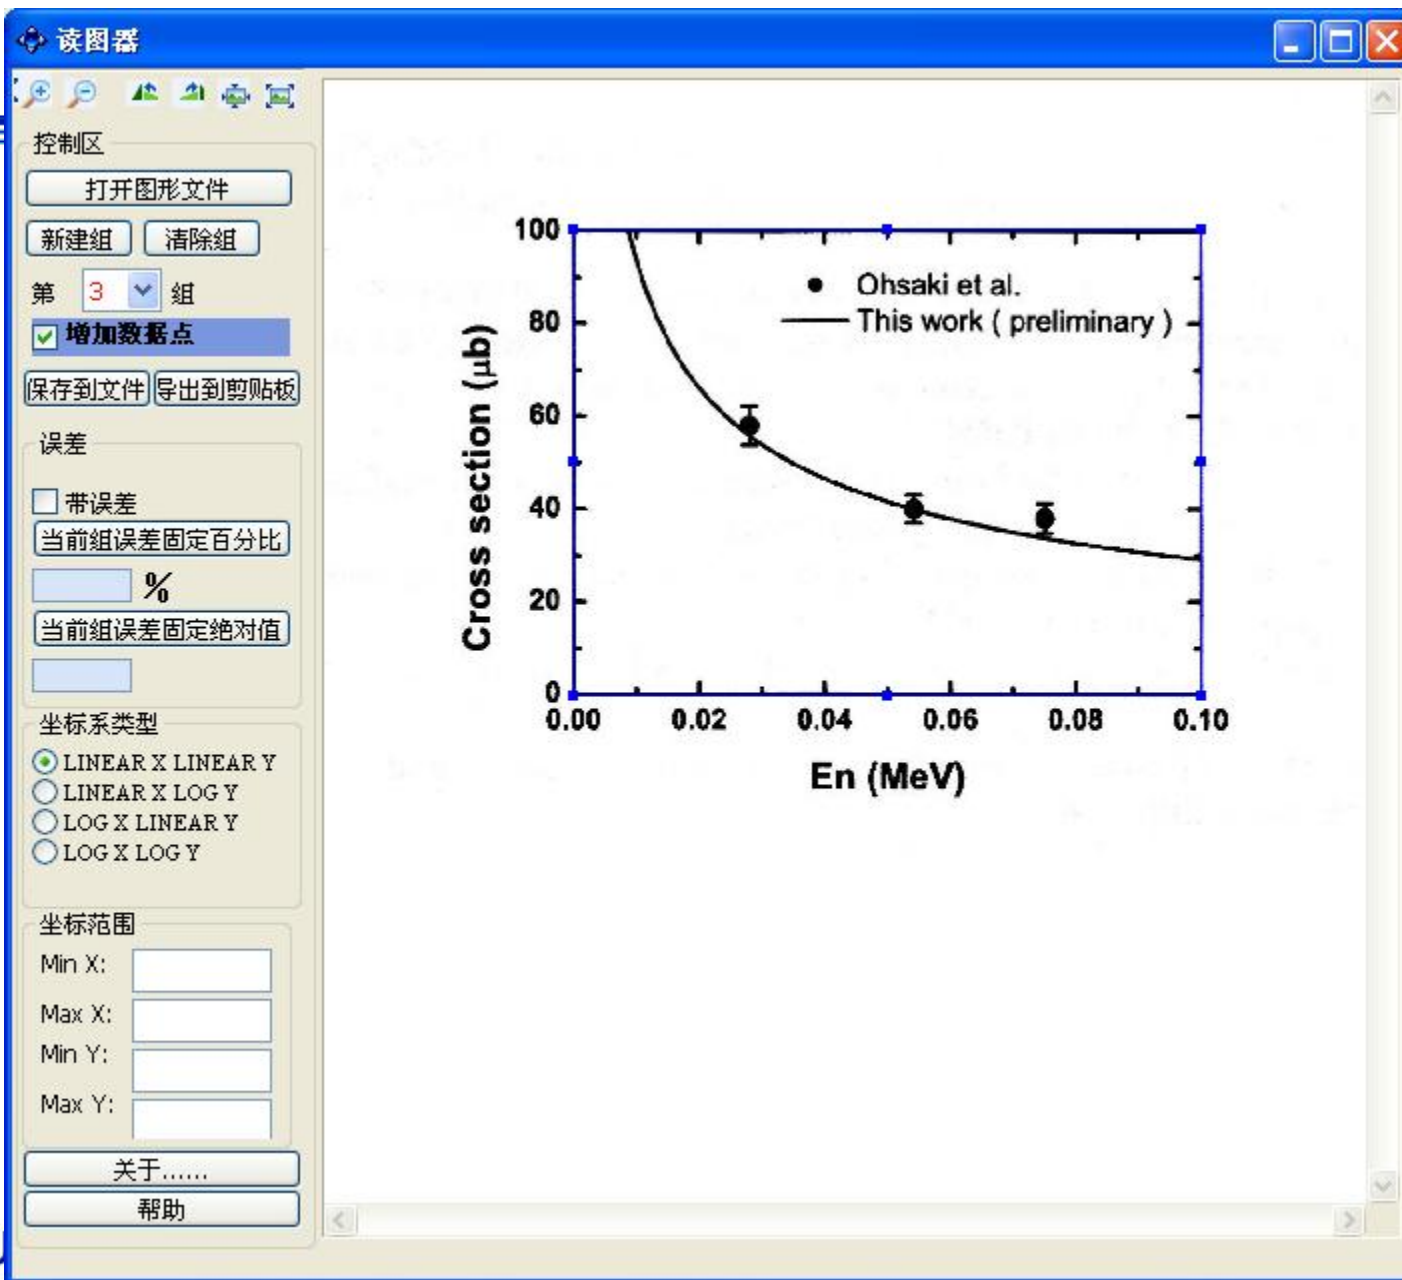 读图器
控制区
打开图形文件
新建组 清除组
第 3 组
增加数据点
保存到文件 导出到剪贴板
误差
带误差
当前组误差固定百分比
%
当前组误差固定绝对值
坐标系类型
LINEAR X LINEAR Y
LINEAR X LOG Y
LOG X LINEAR Y
LOG X LOG Y
坐标范围
Min X:
Max X:
Min Y:
Max Y:
关于......
帮助
100
80
60
40
20
0
Cross section (μb)
Ohsaki et al.
This work ( preliminary )
0.00 0.02 0.04 0.06 0.08 0.10
En (MeV)